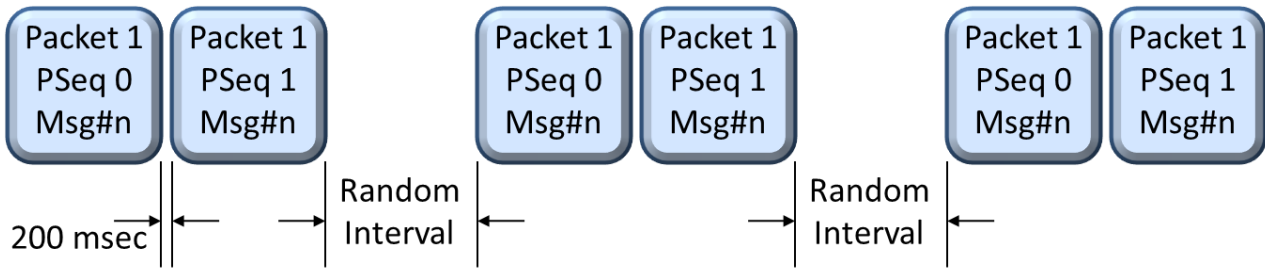 Packet 1
PSeq 0
Msg#n
Packet 1
PSeq 1
Msg#n
Packet 1
PSeq 0
Msg#n
Packet 1
PSeq 1
Msg#n
Packet 1
PSeq 0
Msg#n
Packet 1
PSeq 1
Msg#n
200 msec
Random
Interval
Random
Interval